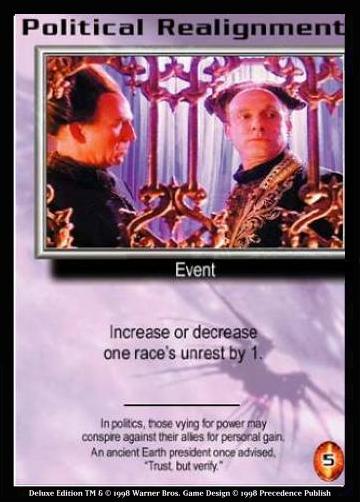 Political Realignment
Event
Increase or decrease
one race's unrest by 1.
In politics, those vying for power may
conspire against their allies for personal gain.
An ancient Earth president once advised,
"Trust, but verify."
5
Deluxe Edition TM & © 1998 Warner Bros. Game Design © 1998 Precedence Publish